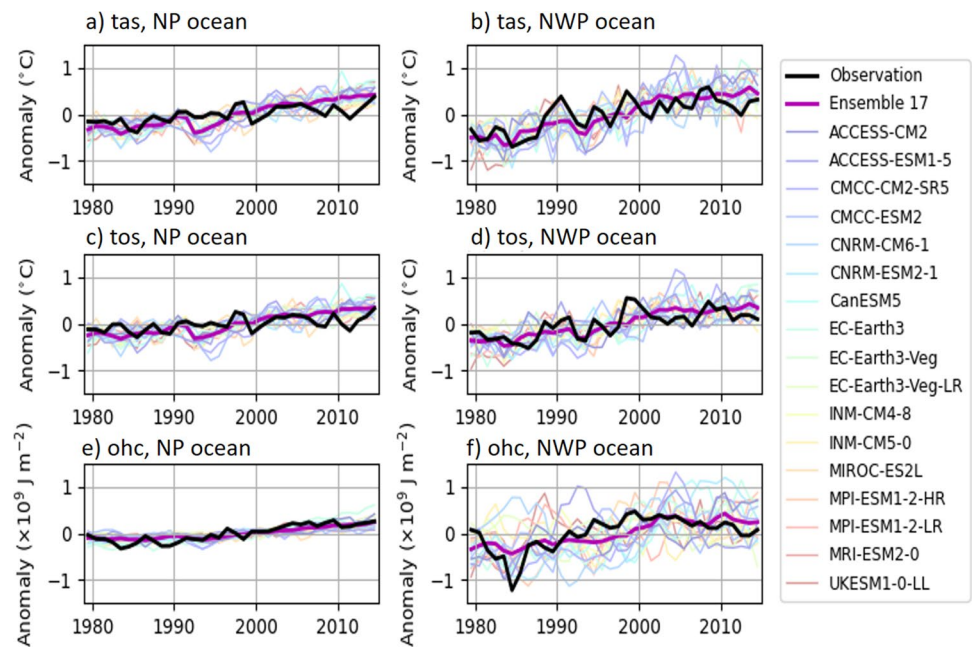 a) tas, NP ocean
Anomaly (°C)
1
0
−1
1980 1990 2000 2010
b) tas, NWP ocean
Anomaly (°C)
1
0
−1
1980 1990 2000 2010
c) tos, NP ocean
Anomaly (°C)
1
0
−1
1980 1990 2000 2010
d) tos, NWP ocean
Anomaly (°C)
1
0
−1
1980 1990 2000 2010
e) ohc, NP ocean
Anomaly (×10⁹ J m⁻²)
1
0
−1
1980 1990 2000 2010
f) ohc, NWP ocean
Anomaly (×10⁹ J m⁻²)
1
0
−1
1980 1990 2000 2010
Observation
Ensemble 17
ACCESS-CM2
ACCESS-ESM1-5
CMCC-CM2-SR5
CMCC-ESM2
CNRM-CM6-1
CNRM-ESM2-1
CanESM5
EC-Earth3
EC-Earth3-Veg
EC-Earth3-Veg-LR
INM-CM4-8
INM-CM5-0
MIROC-ES2L
MPI-ESM1-2-HR
MPI-ESM1-2-LR
MRI-ESM2-0
UKESM1-0-LL